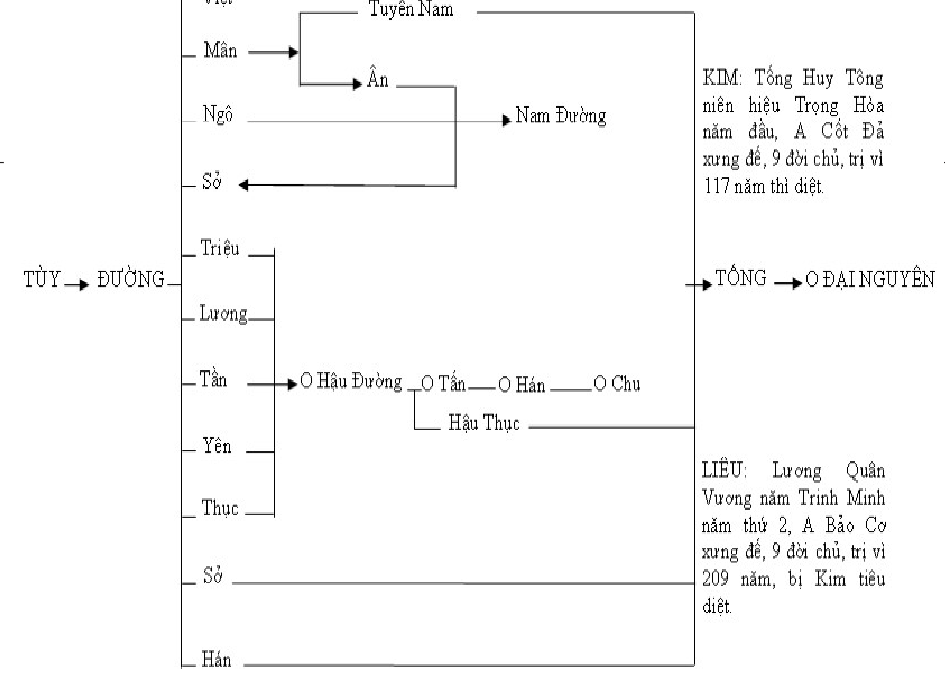 Việt
Tuyền Nam
Mân
Ân
Ngô
Nam Đường
Sở
KIM: Tống Huy Tông
niên hiệu Trọng Hòa
năm đầu, A Cốt Đả
xưng đế, 9 đời chủ, trị vì
117 năm thì diệt.
Triệu
TÙY
ĐƯỜNG
TỐNG
O ĐẠI NGUYÊN
Lương
Tần
O Hậu Đường
O Tấn
O Hán
O Chu
Hậu Thục
Yên
Thục
LIÊU: Lương Quân
Vương năm Trinh Minh
năm thứ 2, A Bảo Cơ
xưng đế, 9 đời chủ, trị vì
209 năm, bị Kim tiêu
diệt.
Sở
Hán